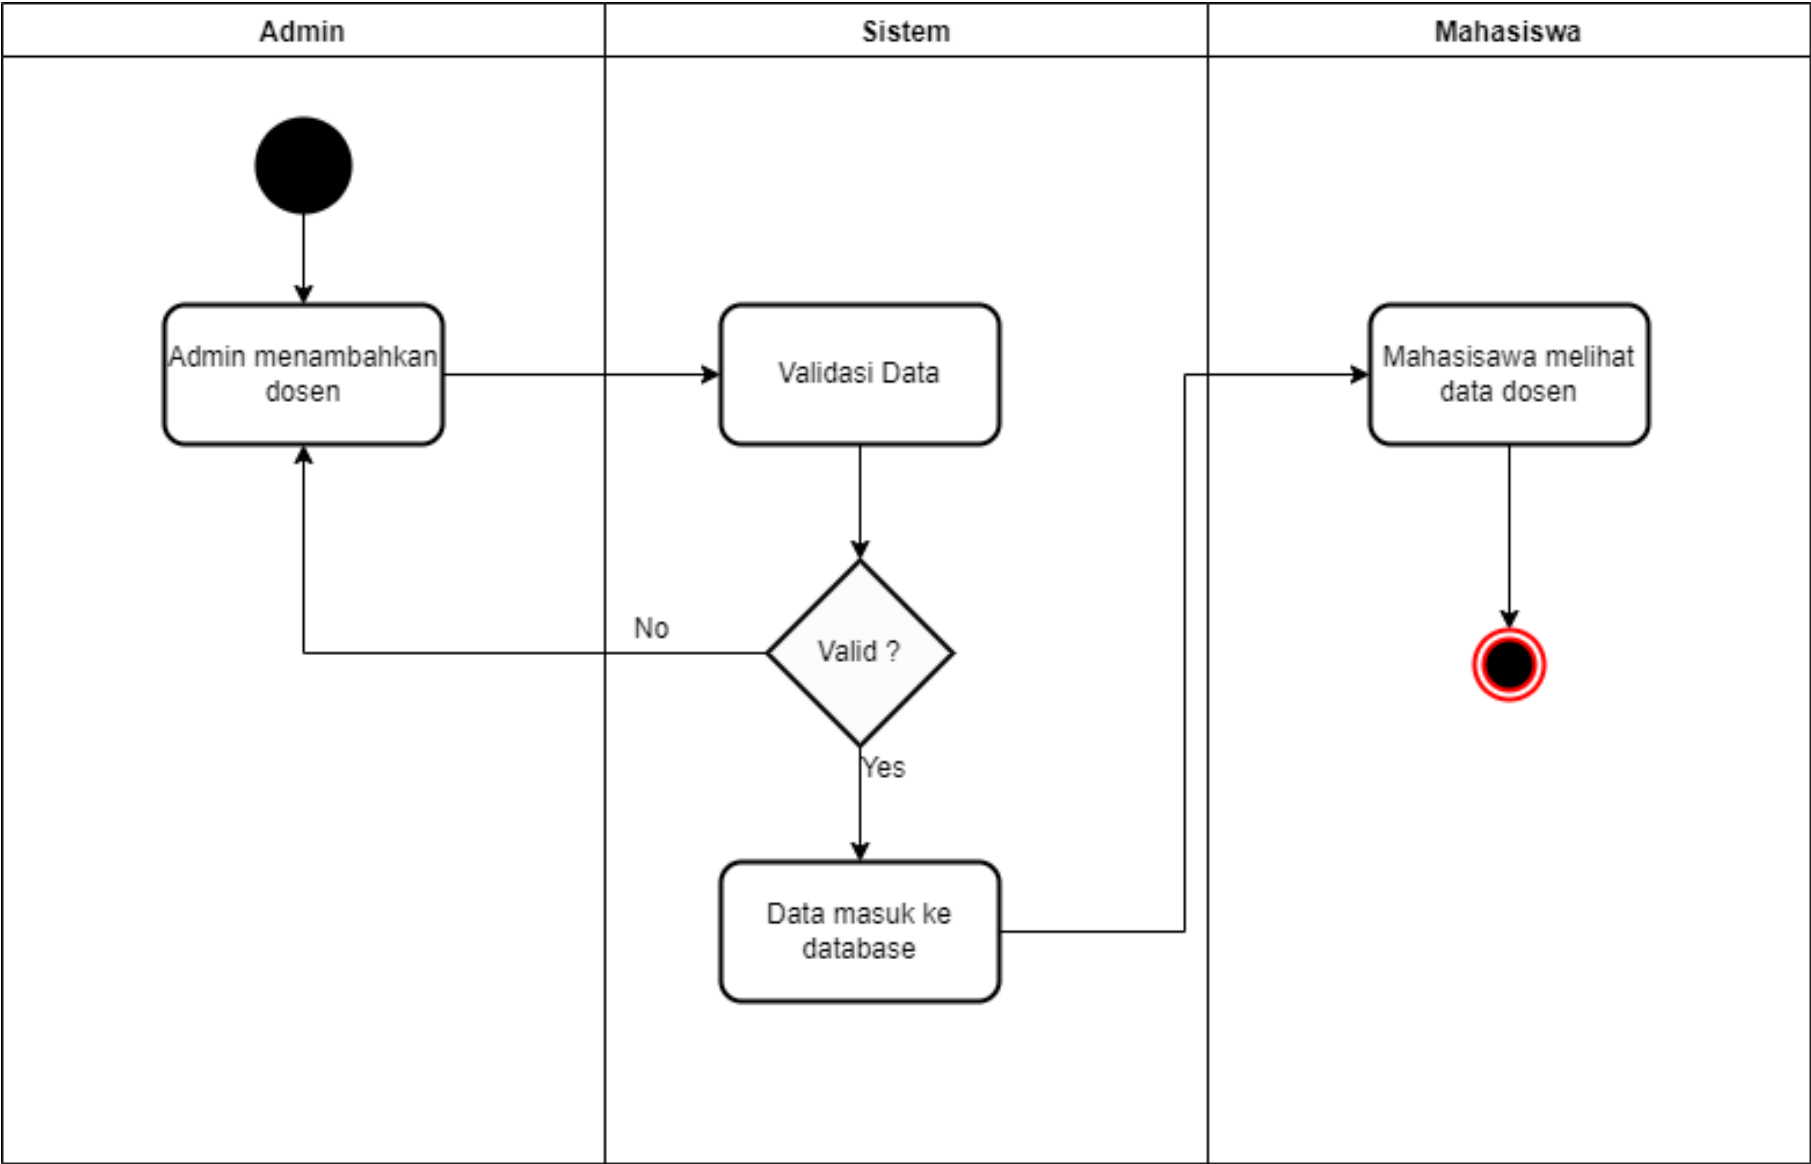 Admin
Sistem
Mahasiswa
Admin menambahkan
dosen
Validasi Data
Mahasisawa melihat
data dosen
No
Valid ?
Yes
Data masuk ke
database